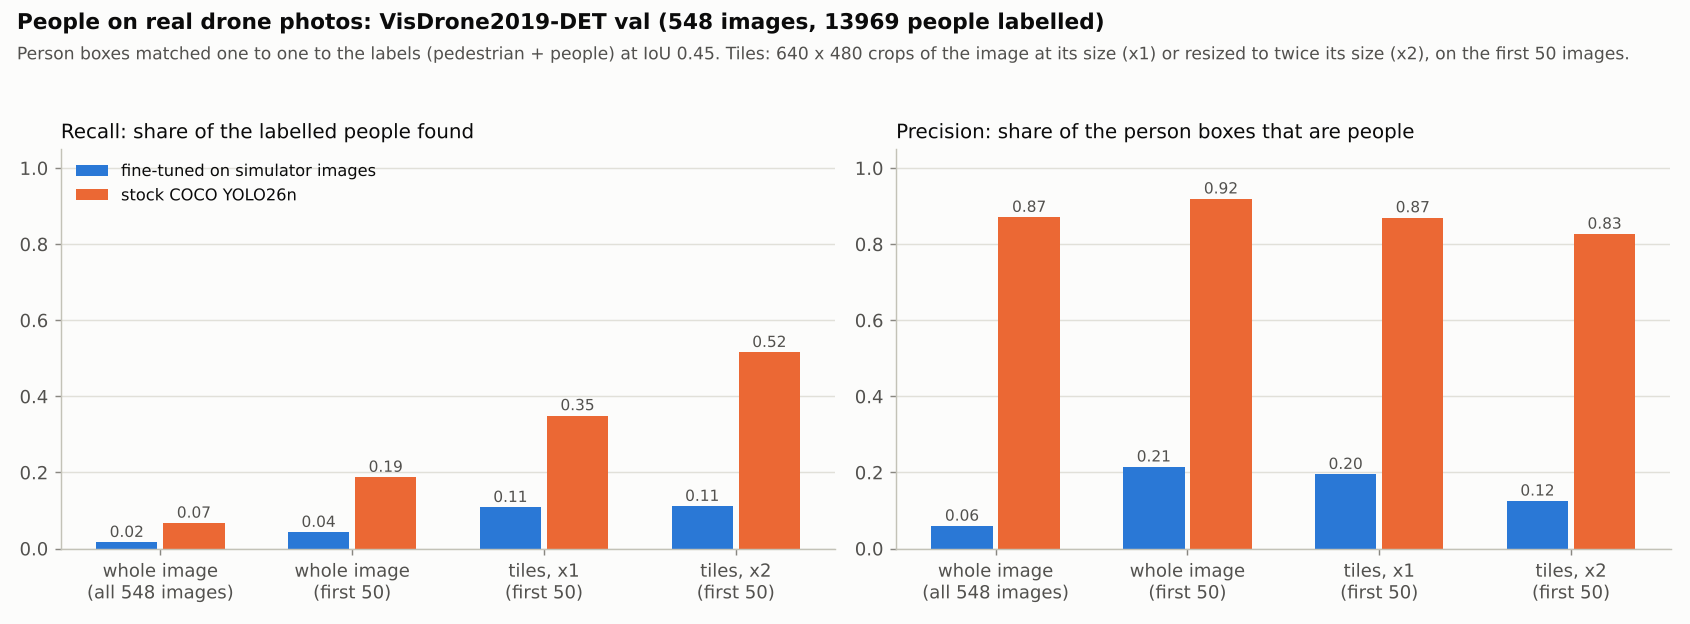 People on real drone photos: VisDrone2019-DET val (548 images, 13969 people labelled)
Person boxes matched one to one to the labels (pedestrian + people) at IoU 0.45. Tiles: 640 x 480 crops of the image at its size (x1) or resized to twice its size (x2), on the first 50 images.
Recall: share of the labelled people found
1.0
0.8
0.6
0.4
0.2
0.0
fine-tuned on simulator images
stock COCO YOLO26n
0.02
0.07
0.04
0.19
0.11
0.35
0.11
0.52
whole image
(all 548 images)
whole image
(first 50)
tiles, x1
(first 50)
tiles, x2
(first 50)
Precision: share of the person boxes that are people
1.0
0.8
0.6
0.4
0.2
0.0
0.06
0.87
0.21
0.92
0.20
0.87
0.12
0.83
whole image
(all 548 images)
whole image
(first 50)
tiles, x1
(first 50)
tiles, x2
(first 50)